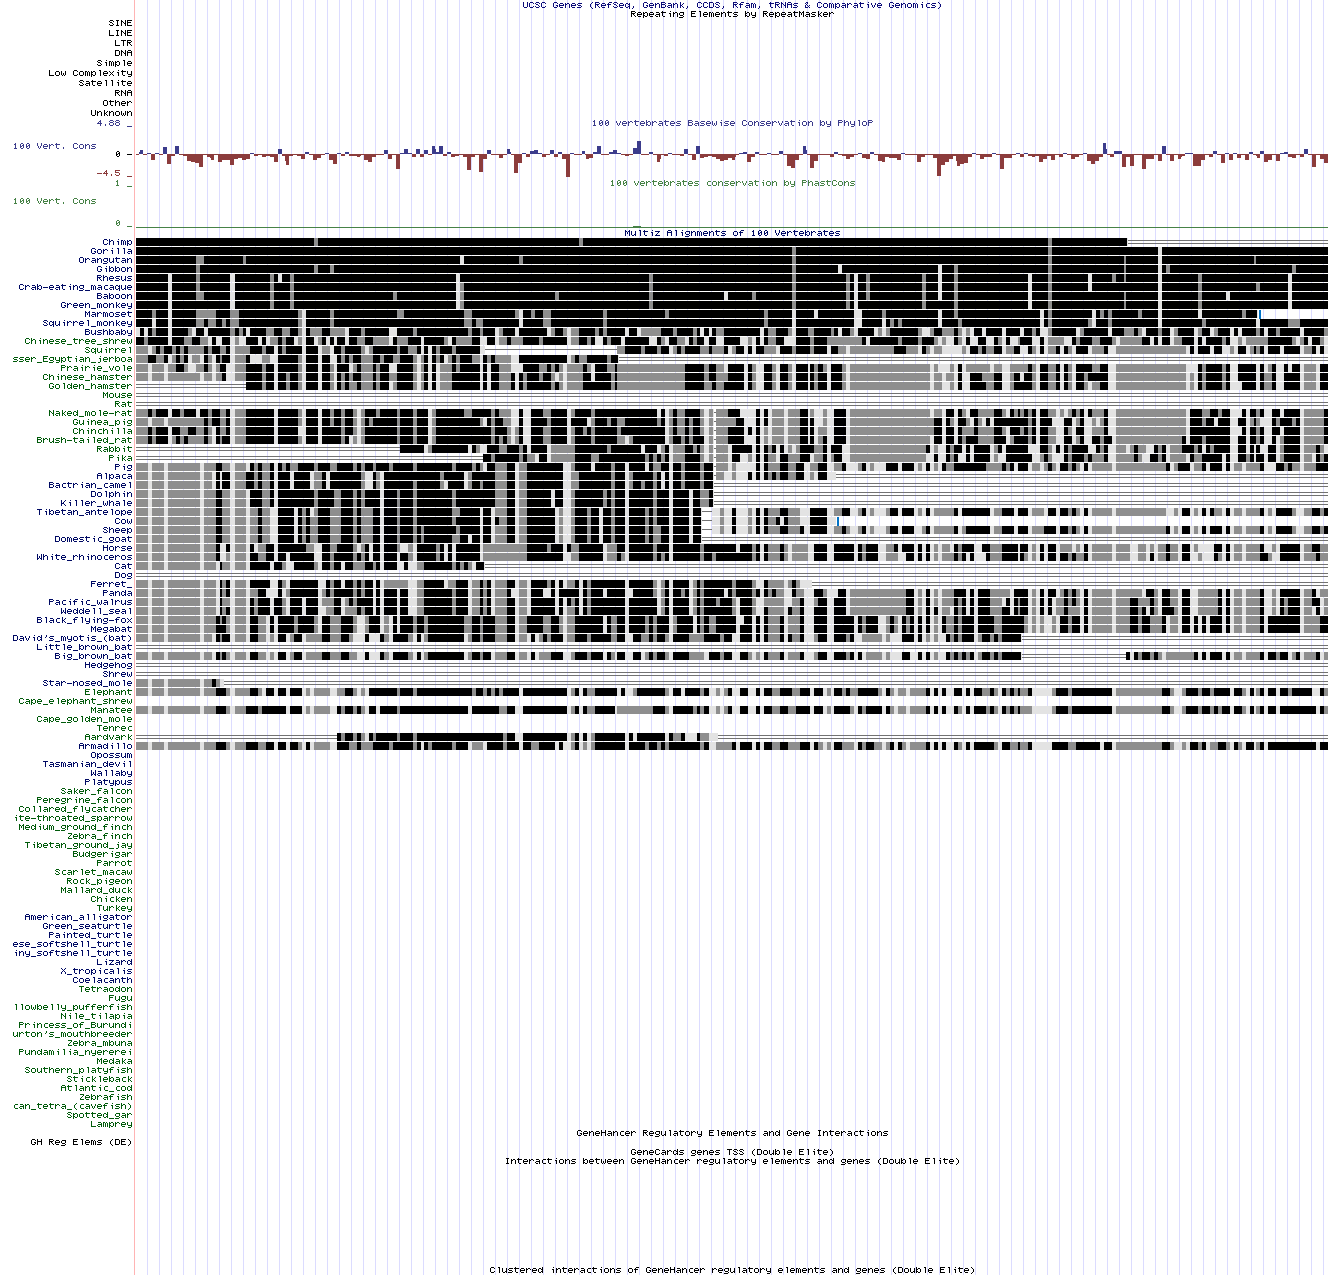 UCSC Genes (RefSeq, GenBank, CCDS, Rfam, tRNAs & Comparative Genomics)
Repeating Elements by RepeatMasker
SINE
LINE
LTR
DNA
Simple
Low Complexity
Satellite
RNA
Other
Unknown
4.88 _
100 vertebrates Basewise Conservation by PhyloP
100 Vert. Cons
0 -
-4.5 _
1 _
100 vertebrates conservation by PhastCons
100 Vert. Cons
0 _
Multiz Alignments of 100 Vertebrates
Chimp
Gorilla
Orangutan
Gibbon
Rhesus
Crab-eating_macaque
Baboon
Green_monkey
Marmoset
Squirrel_monkey
Bushbaby
Chinese_tree_shrew
Squirrel
sser_Egyptian_jerboa
Prairie_vole
Chinese_hamster
Golden_hamster
Mouse
Rat
Naked_mole-rat
Guinea_pig
Chinchilla
Brush-tailed_rat
Rabbit
Pika
Pig
Alpaca
Bactrian_camel
Dolphin
Killer_whale
Tibetan_antelope
Cow
Sheep
Domestic_goat
Horse
White_rhinoceros
Cat
Dog
Ferret_
Panda
Pacific_walrus
Weddell_seal
Black_flying-fox
Megabat
David's_myotis_(bat)
Little_brown_bat
Big_brown_bat
Hedgehog
Shrew
Star-nosed_mole
Elephant
Cape_elephant_shrew
Manatee
Cape_golden_mole
Tenrec
Aardvark
Armadillo
Opossum
Tasmanian_devil
Wallaby
Platypus
Saker_falcon
Peregrine_falcon
Collared_flycatcher
ite-throated_sparrow
Medium_ground_finch
Zebra_finch
Tibetan_ground_jay
Budgerigar
Parrot
Scarlet_macaw
Rock_pigeon
Mallard_duck
Chicken
Turkey
American_alligator
Green_seaturtle
Painted_turtle
ese_softshell_turtle
iny_softshell_turtle
Lizard
X_tropicalis
Coelacanth
Tetraodon
Fugu
llowbelly_pufferfish
Nile_tilapia
Princess_of_Burundi
urton's_mouthbreeder
Zebra_mbuna
Pundamilia_nyererei
Medaka
Southern_platyfish
Stickleback
Atlantic_cod
Zebrafish
can_tetra_(cavefish)
Spotted_gar
Lamprey
GeneHancer Regulatory Elements and Gene Interactions
GH Reg Elems (DE)
GeneCards genes TSS (Double Elite)
Interactions between GeneHancer regulatory elements and genes (Double Elite)
Clustered interactions of GeneHancer regulatory elements and genes (Double Elite)